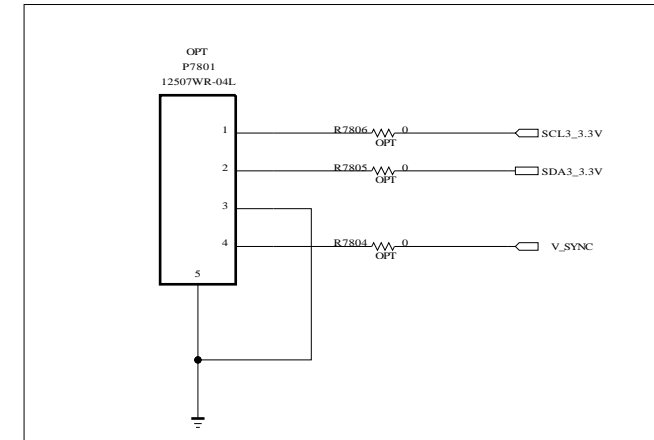 OPT
P7801
12507WR-04L
1 R7806 0 SCL3_3.3V
OPT
2 R7805 0 SDA3_3.3V
OPT
3
4 R7804 0 V_SYNC
OPT
5